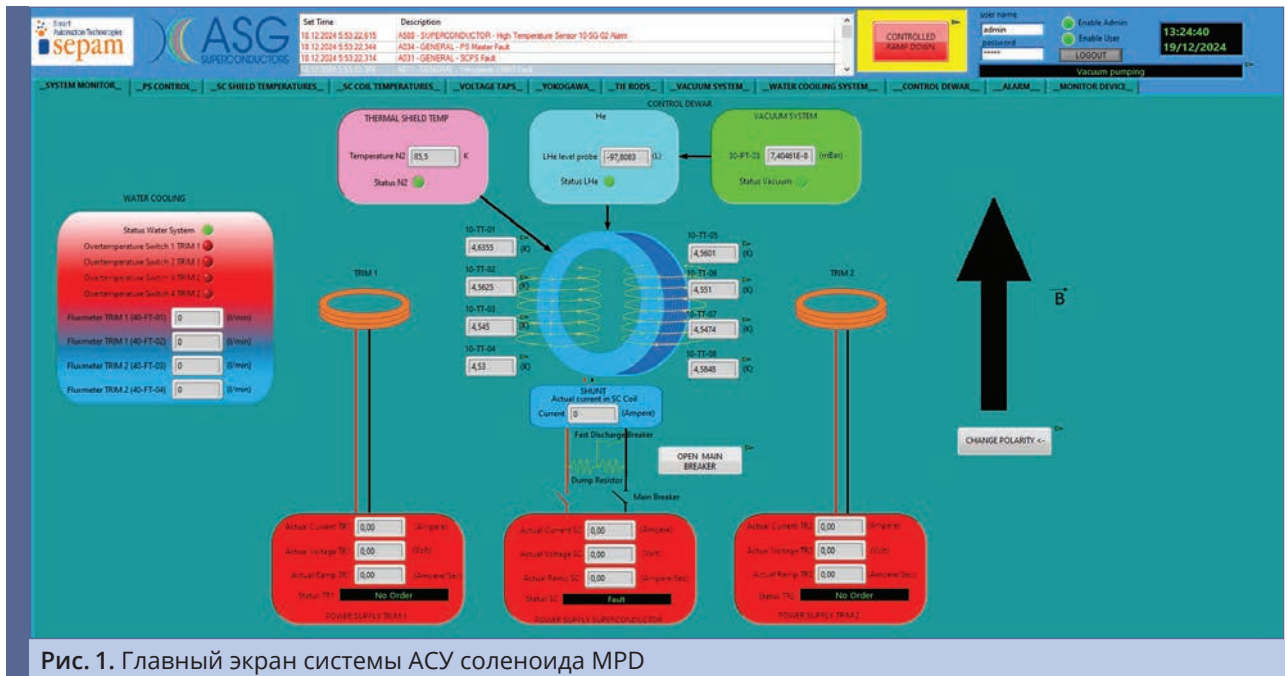 Smart
Automation Technologies
sepam
ASG
SUPERCONDUCTORS
Set Time Description
18.12.2024 5:53:22,615 A588 - SUPERCONDUCTOR - High Temperature Sensor 10-SG-02 Alarm
18.12.2024 5:53:22,344 A034 - GENERAL - PS Master Fault
18.12.2024 5:53:22,344 A031 - GENERAL - SCPS Fault
CONTROLLED
RAMP DOWN
user name
admin
password
*****
Enable Admin
Enable User
LOGOUT
13:24:40
19/12/2024
Vacuum pumping
_SYSTEM MONITOR_ _PS CONTROL_ _SC SHIELD TEMPERATURES_ _SC COIL TEMPERATURES_ _VOLTAGE TAPS_ _YOKOGAWA_ _TIE RODS_ _VACUUM SYSTEM_ _WATER COOILING SYSTEM_ _CONTROL DEWAR_ _ALARM_ _MONITOR DEVICE_
CONTROL DEWAR
THERMAL SHIELD TEMP
Temperature N2 85,5 K
Status N2
He
LHe level probe -97,8083 (L)
Status LHe
VACUUM SYSTEM
30-PT-03 7,40461E-8 (mBar)
Status Vacuum
WATER COOLING
Status Water System
Overtemperature Switch 1 TRIM 1
Overtemperature Switch 2 TRIM 1
Overtemperature Switch 3 TRIM 2
Overtemperature Switch 4 TRIM 2
Fluxmeter TRIM 1 (40-FT-01) 0 (l/min)
Fluxmeter TRIM 1 (40-FT-02) 0 (l/min)
Fluxmeter TRIM 2 (40-FT-03) 0 (l/min)
Fluxmeter TRIM 2 (40-FT-04) 0 (l/min)
TRIM 1
10-TT-01
4,6355 (K)
10-TT-02
4,5625 (K)
10-TT-03
4,545 (K)
10-TT-04
4,53 (K)
10-TT-05
4,5601 (K)
10-TT-06
4,551 (K)
10-TT-07
4,5474 (K)
10-TT-08
4,5848 (K)
TRIM 2
B
CHANGE POLARITY <-
SHUNT
Actual current in SC Coil
Current 0 (Ampere)
Fast Discharge Breaker
OPEN MAIN
BREAKER
Dump Resistor
Main Breaker
Actual Current TR1 0,00 (Ampere)
Actual Voltage TR1 0,00 (Volt)
Actual Ramp TR1 0,00 (Ampere/Sec)
Status TR1 No Order
POWER SUPPLY TRIM 1
Actual Current SC 0,00 (Ampere)
Actual Voltage SC 0,00 (Volt)
Actual Ramp SC 0,00 (Ampere/Sec)
Status SC Fault
POWER SUPPLY SUPERCONDUCTOR
Actual Current TR2 0,00 (Ampere)
Actual Voltage TR2 0,00 (Volt)
Actual Ramp TR2 0,00 (Ampere/Sec)
Status TR2 No Order
POWER SUPPLY TRIM 2
Рис. 1. Главный экран системы АСУ соленоида MPD